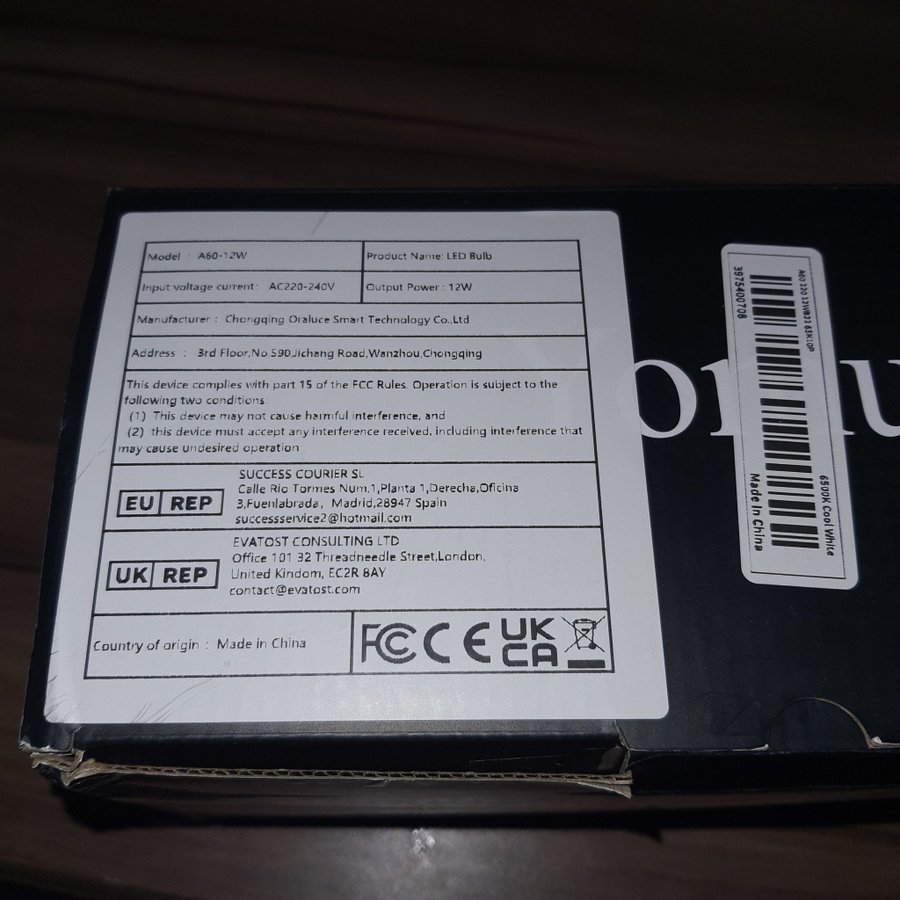 Model : A60-12W
Product Name: LED Bulb
Input voltage current: AC220-240V
Output Power : 12W
Manufacturer : Chongqing Oraluce Smart Technology Co.,Ltd
Address : 3rd Floor,No 590,Jichang Road,Wanzhou,Chongqing
This device complies with part 15 of the FCC Rules. Operation is subject to the
following two conditions:
(1) This device may not cause harmful interference, and
(2) this device must accept any interference received, including interference that
may cause undesired operation
EU REP
SUCCESS COURIER SL
Calle Rio Tormes Num.1,Planta 1,Derecha,Oficina
3,Fuenlabrada, Madrid,28947 Spain
successservice2@hotmail.com
UK REP
EVATOST CONSULTING LTD
Office 101 32 Threadneedle Street,London,
United Kindom, EC2R 8AY
contact@evatost.com
Country of origin : Made in China
FCC CE UK
CA
3975400706
6500K Cool White
Made In China